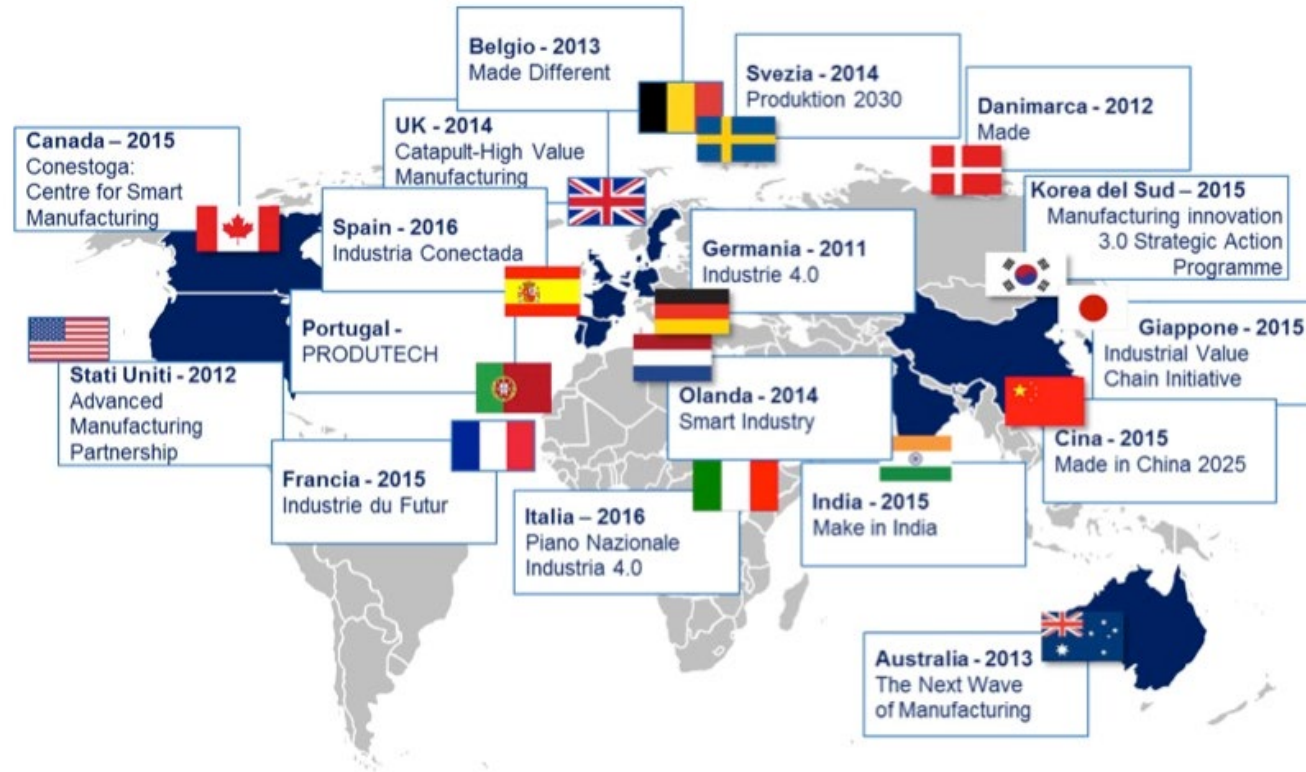 Belgio - 2013
Made Different
Svezia - 2014
Produktion 2030
Danimarca - 2012
Made
Canada – 2015
Conestoga:
Centre for Smart
Manufacturing
UK - 2014
Catapult-High Value
Manufacturing
Korea del Sud – 2015
Manufacturing innovation
3.0 Strategic Action
Programme
Spain - 2016
Industria Conectada
Germania - 2011
Industrie 4.0
Portugal -
PRODUTECH
Giappone - 2015
Industrial Value
Chain Initiative
Stati Uniti - 2012
Advanced
Manufacturing
Partnership
Olanda - 2014
Smart Industry
Cina - 2015
Made in China 2025
Francia - 2015
Industrie du Futur
Italia – 2016
Piano Nazionale
Industria 4.0
India - 2015
Make in India
Australia - 2013
The Next Wave
of Manufacturing